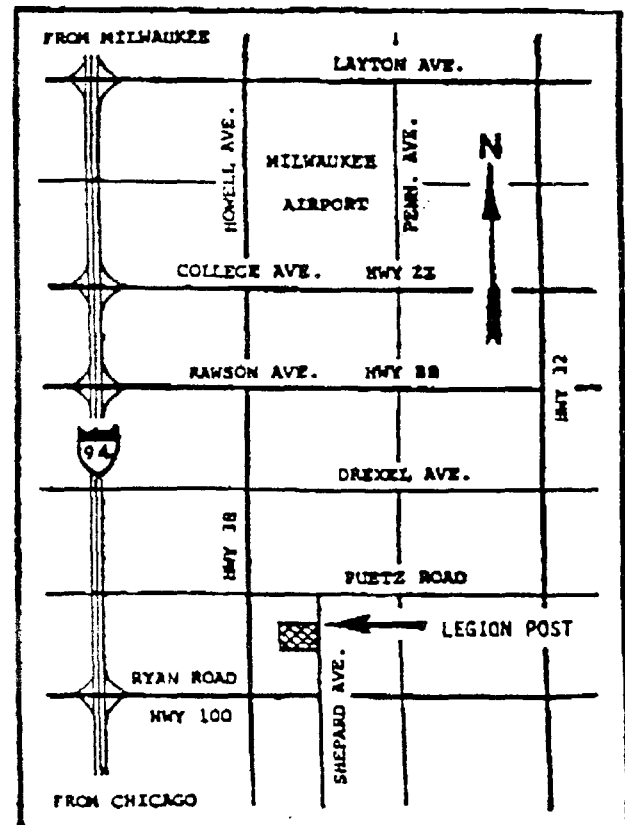 FROM MILWAUKEE
LAYTON AVE.
HOWELL AVE.
MILWAUKEE
AIRPORT
PENN. AVE.
N
COLLEGE AVE. HWY ZZ
RAWSON AVE. HWY BB
HWY 32
94
DREXEL AVE.
HWY 38
PUETZ ROAD
LEGION POST
RYAN ROAD
HWY 100
SHEPARD AVE.
FROM CHICAGO